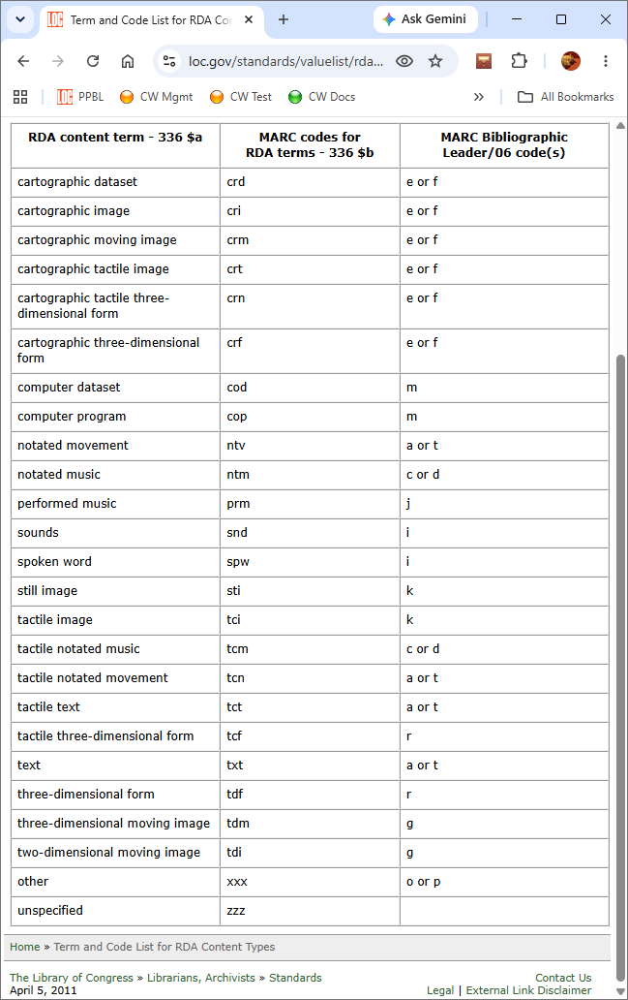 Term and Code List for RDA Co
Ask Gemini
loc.gov/standards/valuelist/rda...
PPBL
CW Mgmt
CW Test
CW Docs
All Bookmarks
RDA content term - 336 $a
MARC codes for
RDA terms - 336 $b
MARC Bibliographic
Leader/06 code(s)
cartographic dataset crd e or f
cartographic image cri e or f
cartographic moving image crm e or f
cartographic tactile image crt e or f
cartographic tactile three-
dimensional form
crn e or f
cartographic three-dimensional
form
crf e or f
computer dataset cod m
computer program cop m
notated movement ntv a or t
notated music ntm c or d
performed music prm j
sounds snd i
spoken word spw i
still image sti k
tactile image tci k
tactile notated music tcm c or d
tactile notated movement tcn a or t
tactile text tct a or t
tactile three-dimensional form tcf r
text txt a or t
three-dimensional form tdf r
three-dimensional moving image tdm g
two-dimensional moving image tdi g
other xxx o or p
unspecified zzz
Home » Term and Code List for RDA Content Types
The Library of Congress » Librarians, Archivists » Standards
April 5, 2011
Contact Us
Legal | External Link Disclaimer